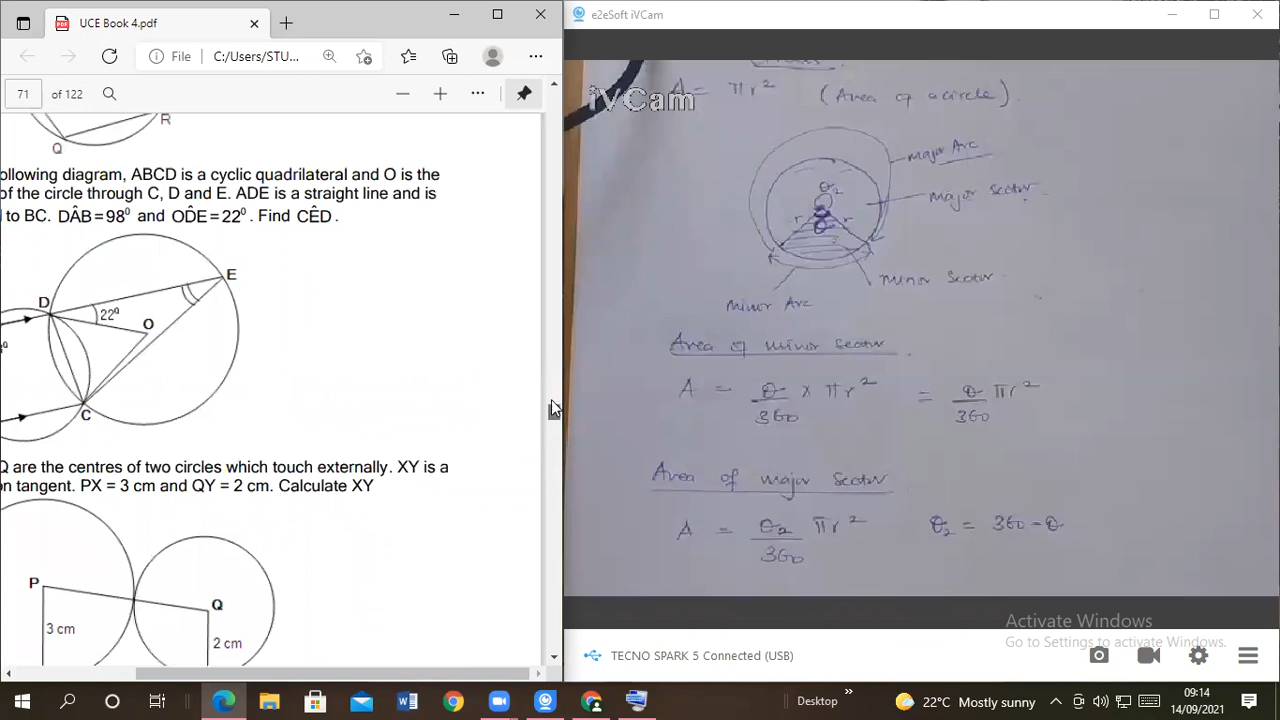 UCE Book 4.pdf
File
C:/Users/STU...
71
of 122
R
Q
ollowing diagram, ABCD is a cyclic quadrilateral and O is the
of the circle through C, D and E. ADE is a straight line and is
to BC. DÂB = 98⁰ and OD̂E = 22⁰. Find CÊD.
E
D
22⁰
O
C
Q are the centres of two circles which touch externally. XY is a
on tangent. PX = 3 cm and QY = 2 cm. Calculate XY
P
Q
3 cm
2 cm
e2eSoft iVCam
iVCam
A = πr² (Area of a circle).
Major Arc
θ₂
Major Sector
r
r
θ
Minor Sector
Minor Arc
Area of minor Sector
A = θ/360 × πr² = θ/360 πr²
Area of major Sector
A = θ₂/360 πr² θ₂ = 360 - θ
Activate Windows
Go to Settings to activate Windows.
TECNO SPARK 5 Connected (USB)
Desktop
22°C Mostly sunny
09:14
14/09/2021